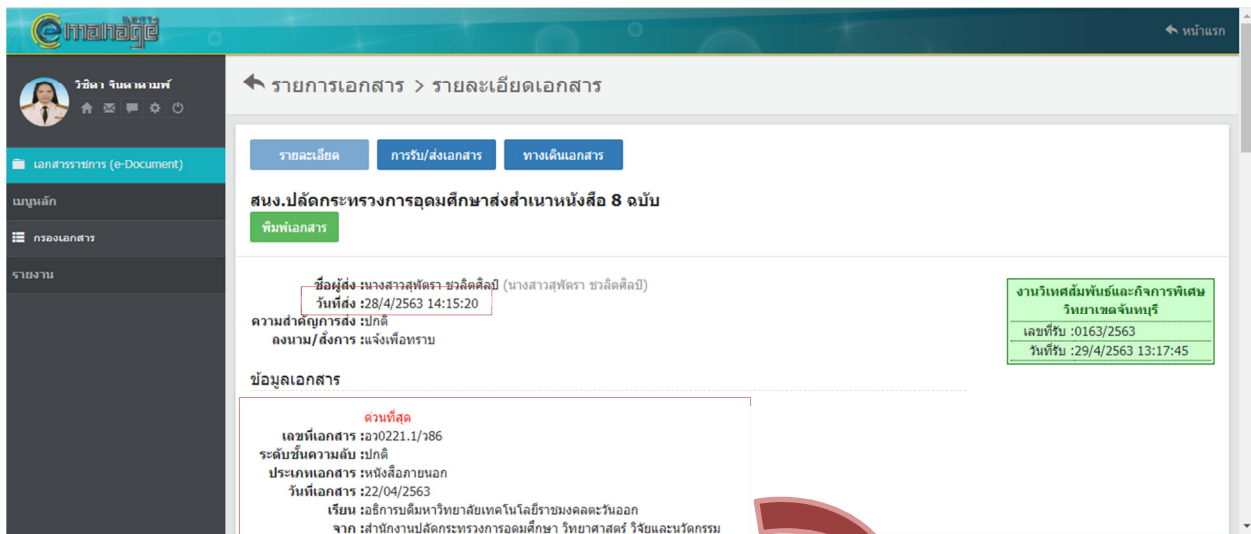 emanage
หน้าแรก
วิชิดา จินดาดามท์
รายการเอกสาร > รายละเอียดเอกสาร
เอกสารราชการ (e-Document)
เมนูหลัก
กรองเอกสาร
รายงาน
รายละเอียด
การรับ/ส่งเอกสาร
ทางเดินเอกสาร
สนง.ปลัดกระทรวงการอุดมศึกษาส่งสำเนาหนังสือ 8 ฉบับ
พิมพ์เอกสาร
ชื่อผู้ส่ง :นางสาวสุพัตรา ชวลิตศิลป์ (นางสาวสุพัตรา ชวลิตศิลป์)
วันที่ส่ง :28/4/2563 14:15:20
ความสำคัญการส่ง :ปกติ
ลงนาม/สั่งการ :แจ้งเพื่อทราบ
งานวิเทศสัมพันธ์และกิจการพิเศษ
วิทยาเขตจันทบุรี
เลขที่รับ :0163/2563
วันที่รับ :29/4/2563 13:17:45
ข้อมูลเอกสาร
ด่วนที่สุด
เลขที่เอกสาร :อว0221.1/ว86
ระดับชั้นความลับ :ปกติ
ประเภทเอกสาร :หนังสือภายนอก
วันที่เอกสาร :22/04/2563
เรียน :อธิการบดีมหาวิทยาลัยเทคโนโลยีราชมงคลตะวันออก
จาก :สำนักงานปลัดกระทรวงการอุดมศึกษา วิทยาศาสตร์ วิจัยและนวัตกรรม